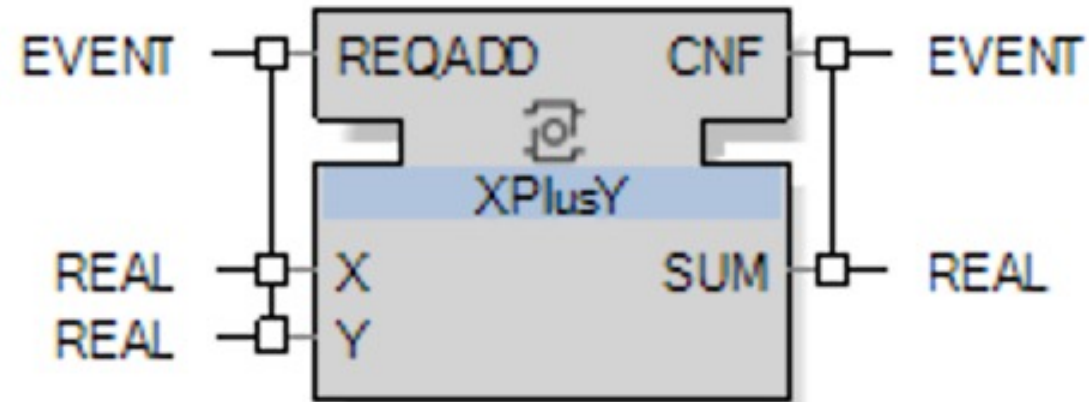 EVENT REQADD CNF EVENT
XPlusY
REAL X SUM REAL
REAL Y